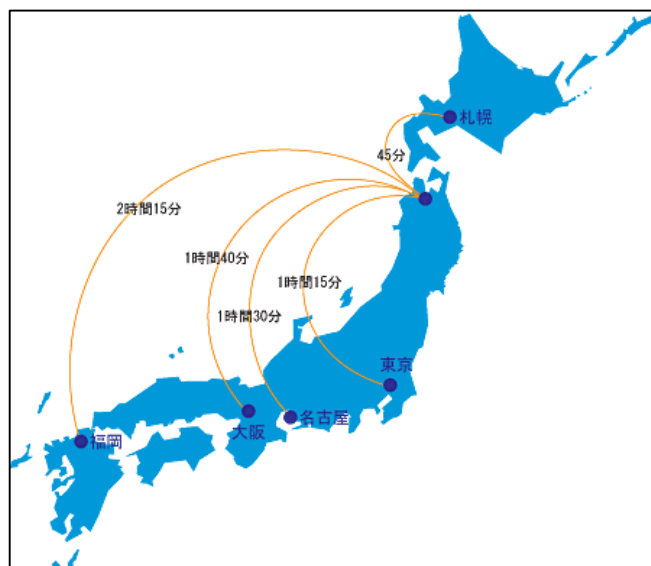 札幌
45分
2時間15分
1時間40分
1時間15分
1時間30分
東京
大阪
名古屋
福岡